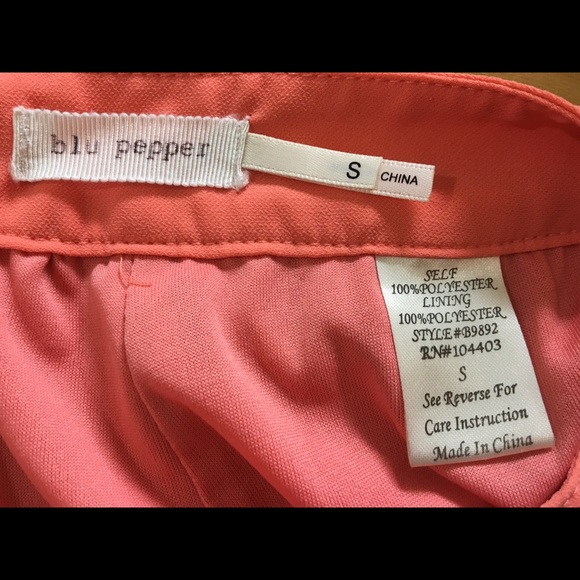 blu pepper
S
CHINA
SELF
100%POLYESTER
LINING
100%POLYESTER
STYLE#B9892
RN#104403
S
See Reverse For
Care Instruction
Made In China